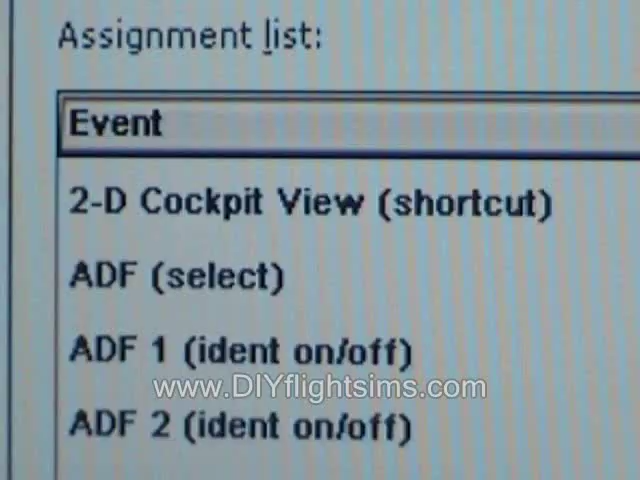 Assignment list:
Event
2-D Cockpit View (shortcut)
ADF (select)
ADF 1 (ident on/off)
www.DIYflightsims.com
ADF 2 (ident on/off)